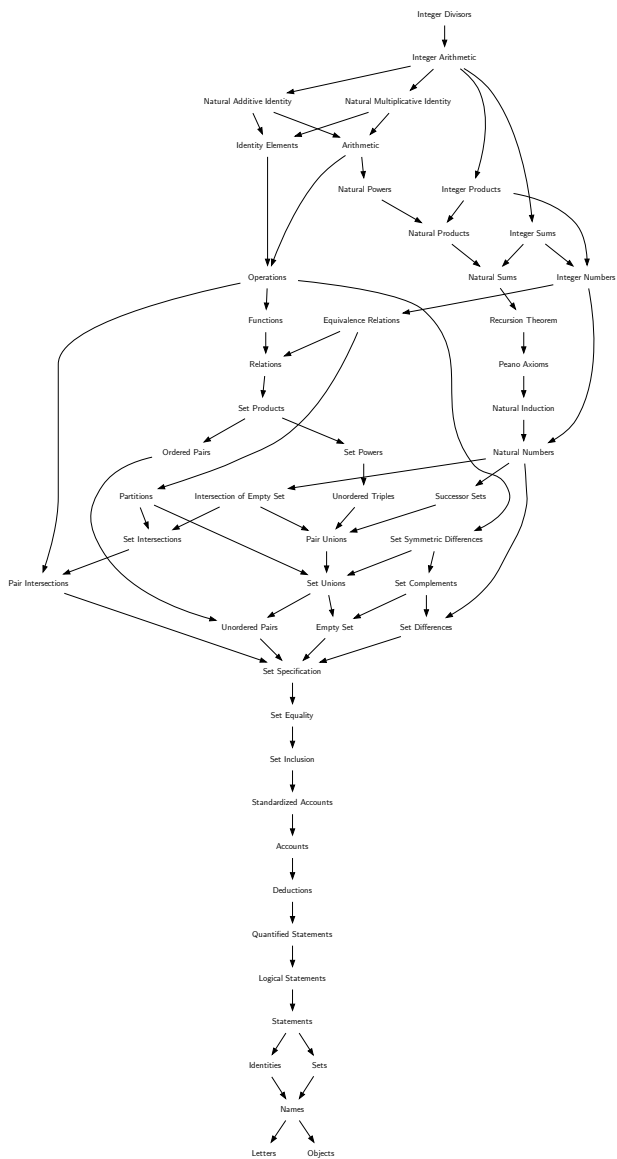 Integer Divisors
Integer Arithmetic
Natural Additive Identity
Natural Multiplicative Identity
Identity Elements
Arithmetic
Natural Powers
Integer Products
Natural Products
Integer Sums
Operations
Natural Sums
Integer Numbers
Functions
Equivalence Relations
Recursion Theorem
Relations
Peano Axioms
Set Products
Natural Induction
Ordered Pairs
Set Powers
Natural Numbers
Partitions
Intersection of Empty Set
Unordered Triples
Successor Sets
Set Intersections
Pair Unions
Set Symmetric Differences
Pair Intersections
Set Unions
Set Complements
Unordered Pairs
Empty Set
Set Differences
Set Specification
Set Equality
Set Inclusion
Standardized Accounts
Accounts
Deductions
Quantified Statements
Logical Statements
Statements
Identities
Sets
Names
Letters
Objects